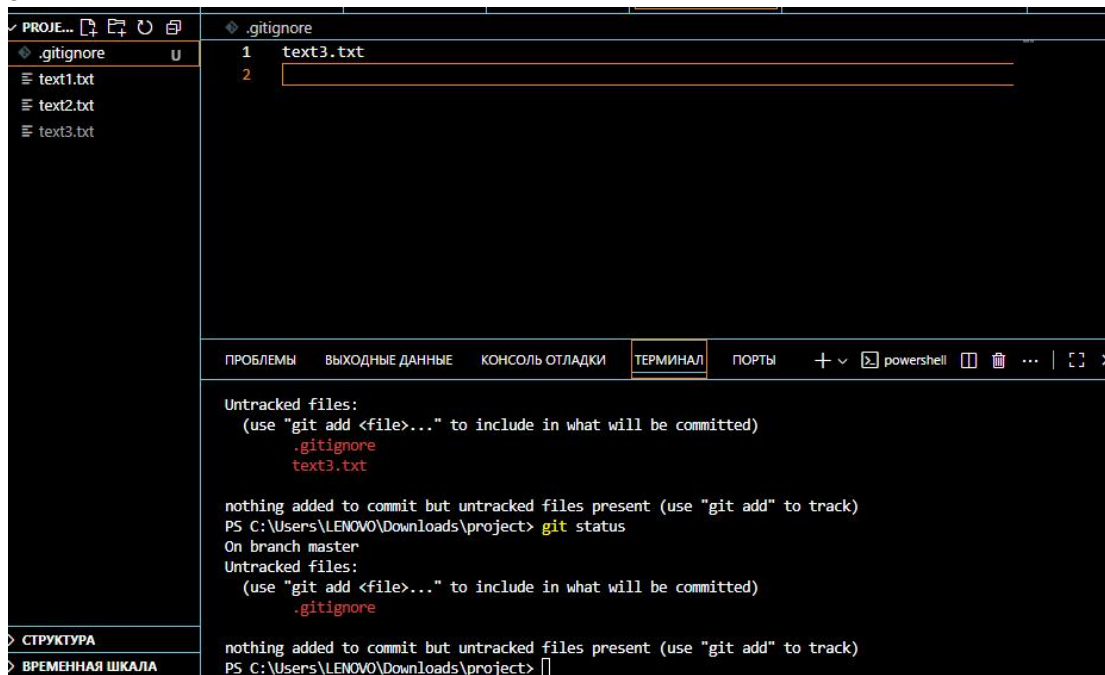 PROJE...
.gitignore U
text1.txt
text2.txt
text3.txt
СТРУКТУРА
ВРЕМЕННАЯ ШКАЛА
.gitignore
1 text3.txt
2
ПРОБЛЕМЫ ВЫХОДНЫЕ ДАННЫЕ КОНСОЛЬ ОТЛАДКИ ТЕРМИНАЛ ПОРТЫ powershell
Untracked files:
(use "git add <file>..." to include in what will be committed)
.gitignore
text3.txt
nothing added to commit but untracked files present (use "git add" to track)
PS C:\Users\LENOVO\Downloads\project> git status
On branch master
Untracked files:
(use "git add <file>..." to include in what will be committed)
.gitignore
nothing added to commit but untracked files present (use "git add" to track)
PS C:\Users\LENOVO\Downloads\project>